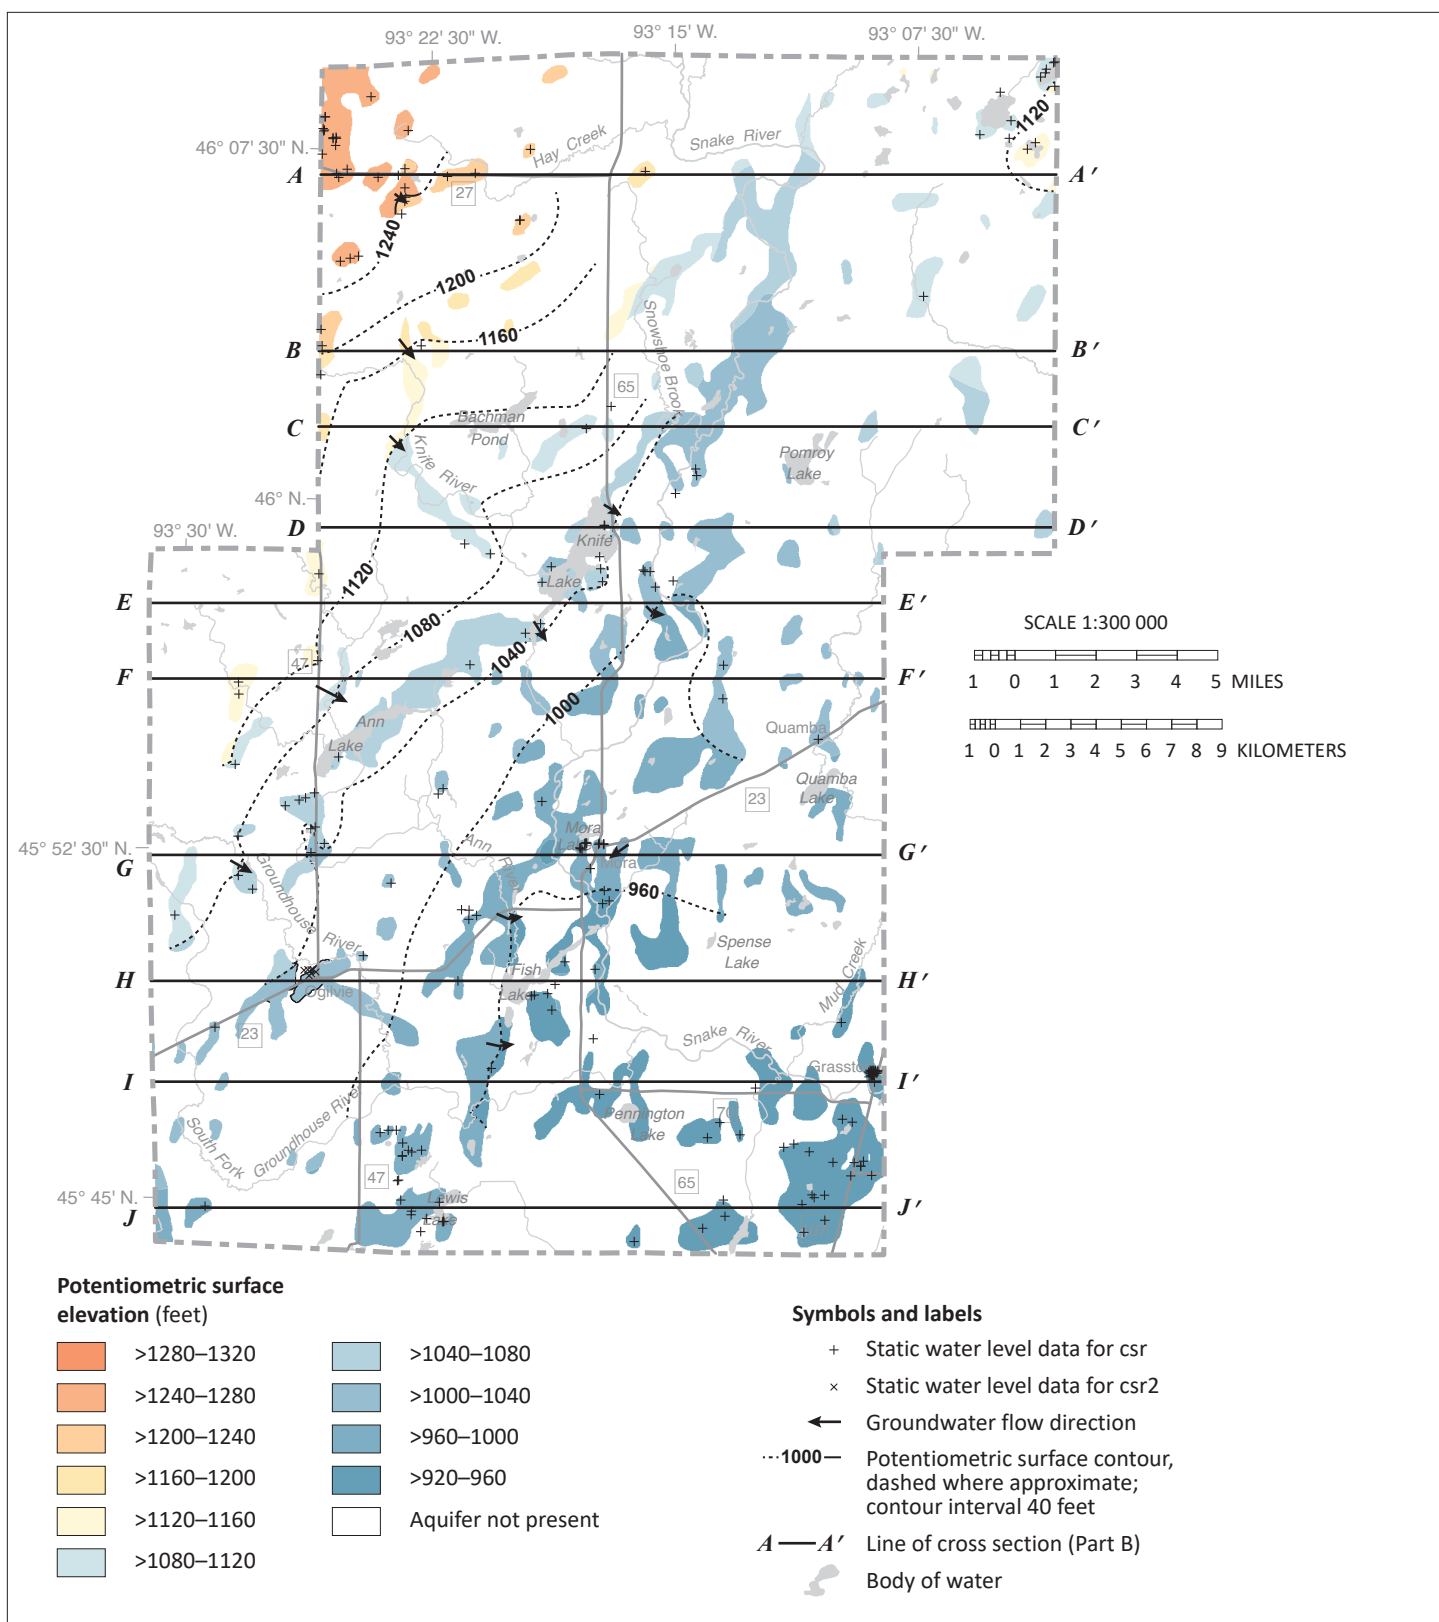 93° 22' 30" W.
93° 15' W.
93° 07' 30" W.
1120
46° 07' 30" N.
Hay Creek
Snake River
A
A′
27
1240
1200
1160
Snowshoe Brook
B
B′
65
Bachman
Pond
C
C′
Knife River
Pomroy
Lake
46° N.
93° 30' W.
D
D′
Knife
Lake
1120
E
E′
1080
1040
47
F
F′
1000
Ann
Lake
Quamba
Quamba
Lake
23
Mora
Lake
45° 52' 30" N.
Ann River
G
G′
Mora
Groundhouse River
960
Spense
Lake
Mud Creek
Fish
Lake
H
H′
Ogilvie
23
Snake River
Grasston
I
I′
Pennington
Lake
70
South Fork Groundhouse River
47
65
45° 45' N.
Lewis
Lake
J
J′
SCALE 1:300 000
1 0 1 2 3 4 5 MILES
1 0 1 2 3 4 5 6 7 8 9 KILOMETERS
Potentiometric surface
elevation (feet)
>1280–1320
>1240–1280
>1200–1240
>1160–1200
>1120–1160
>1080–1120
>1040–1080
>1000–1040
>960–1000
>920–960
Aquifer not present
Symbols and labels
Static water level data for csr
Static water level data for csr2
Groundwater flow direction
1000
Potentiometric surface contour,
dashed where approximate;
contour interval 40 feet
A A′ Line of cross section (Part B)
Body of water